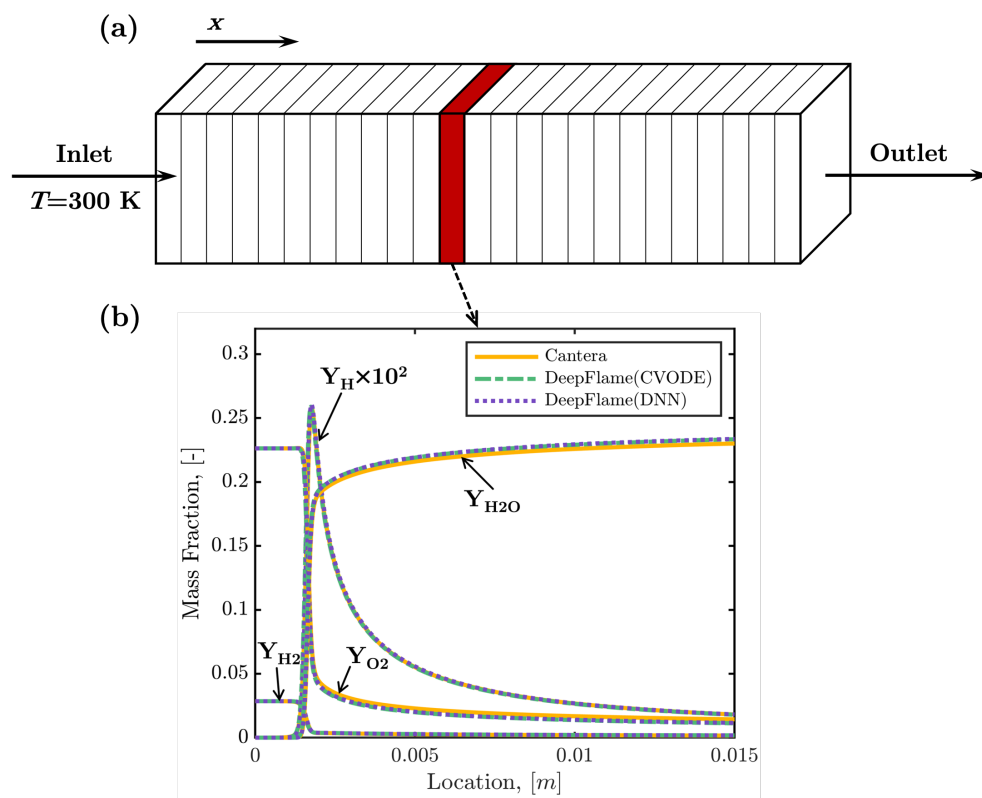 (a)
x
Inlet
T=300 K
Outlet
(b)
0.3
0.25
0.2
0.15
0.1
0.05
0
Mass Fraction, [-]
Cantera
DeepFlame(CVODE)
DeepFlame(DNN)
Y_H×10^2
Y_H2O
Y_H2
Y_O2
0
0.005
0.01
0.015
Location, [m]